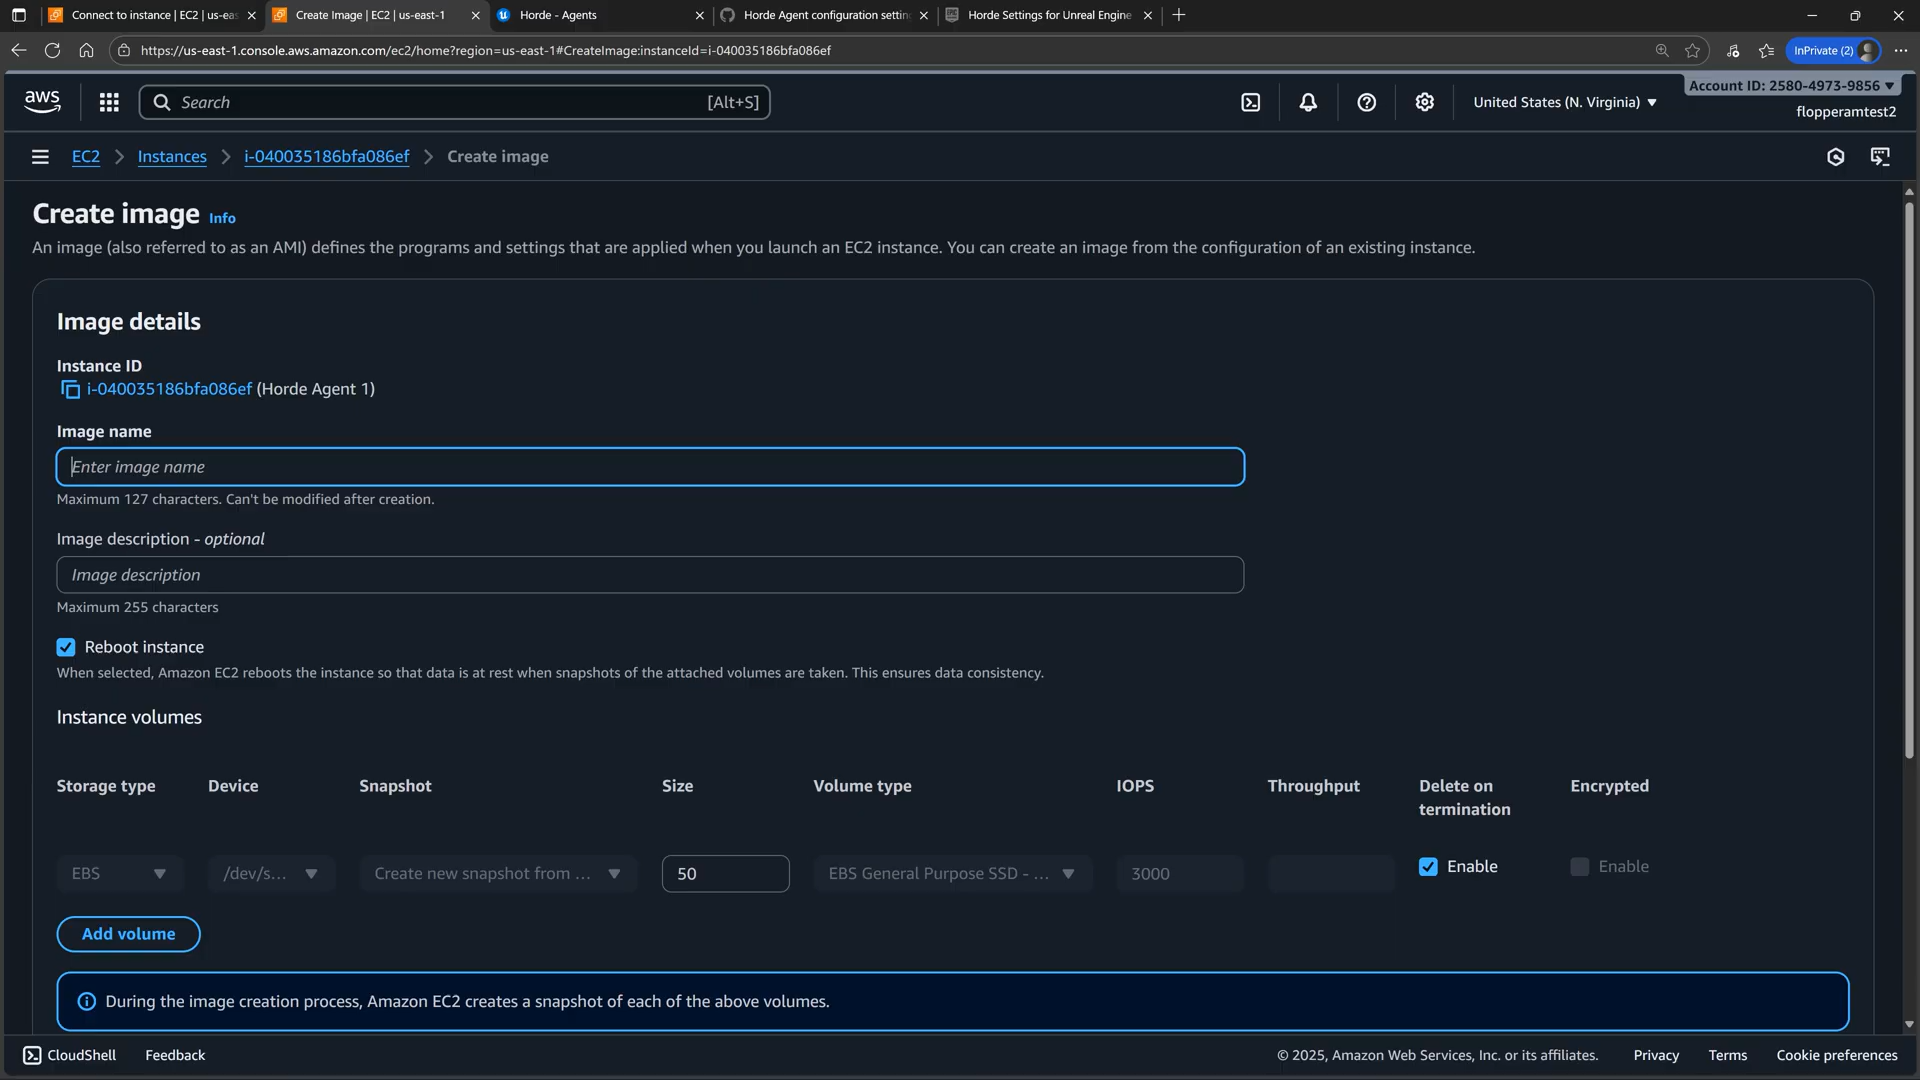 Connect to instance | EC2 | us-eas
Create Image | EC2 | us-east-1
Horde - Agents
Horde Agent configuration settin
Horde Settings for Unreal Engine
https://us-east-1.console.aws.amazon.com/ec2/home?region=us-east-1#CreateImage:instanceId=i-040035186bfa086ef
InPrivate (2)
aws
Search
[Alt+S]
United States (N. Virginia)
Account ID: 2580-4973-9856
flopperamtest2
EC2
Instances
i-040035186bfa086ef
Create image
Create image Info
An image (also referred to as an AMI) defines the programs and settings that are applied when you launch an EC2 instance. You can create an image from the configuration of an existing instance.
Image details
Instance ID
i-040035186bfa086ef (Horde Agent 1)
Image name
Enter image name
Maximum 127 characters. Can't be modified after creation.
Image description - optional
Image description
Maximum 255 characters
Reboot instance
When selected, Amazon EC2 reboots the instance so that data is at rest when snapshots of the attached volumes are taken. This ensures data consistency.
Instance volumes
Storage type
Device
Snapshot
Size
Volume type
IOPS
Throughput
Delete on termination
Encrypted
EBS
/dev/s...
Create new snapshot from ...
50
EBS General Purpose SSD - ...
3000
Enable
Enable
Add volume
During the image creation process, Amazon EC2 creates a snapshot of each of the above volumes.
CloudShell
Feedback
© 2025, Amazon Web Services, Inc. or its affiliates.
Privacy
Terms
Cookie preferences